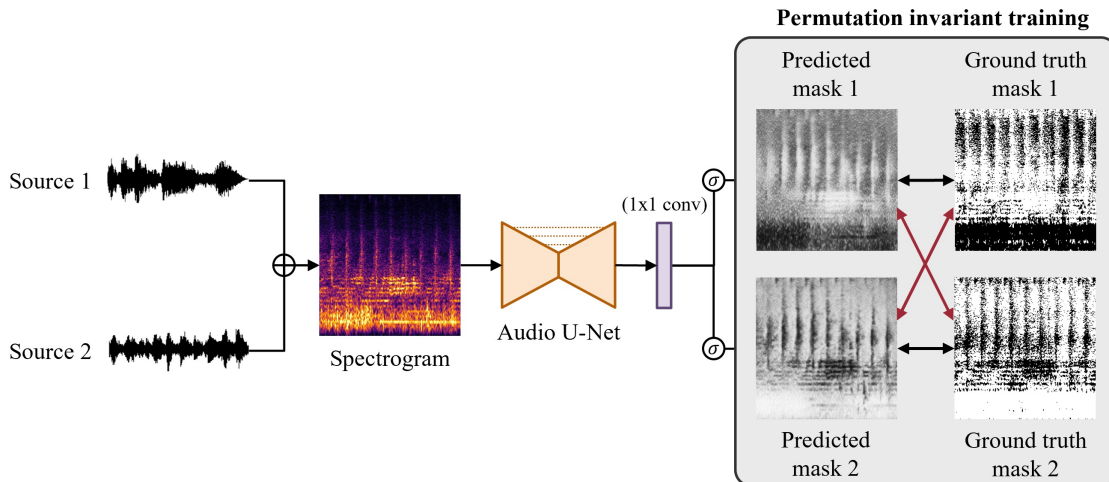 Permutation invariant training
Predicted
mask 1
Ground truth
mask 1
Source 1
σ
(1x1 conv)
Audio U-Net
Spectrogram
Source 2
σ
Predicted
mask 2
Ground truth
mask 2